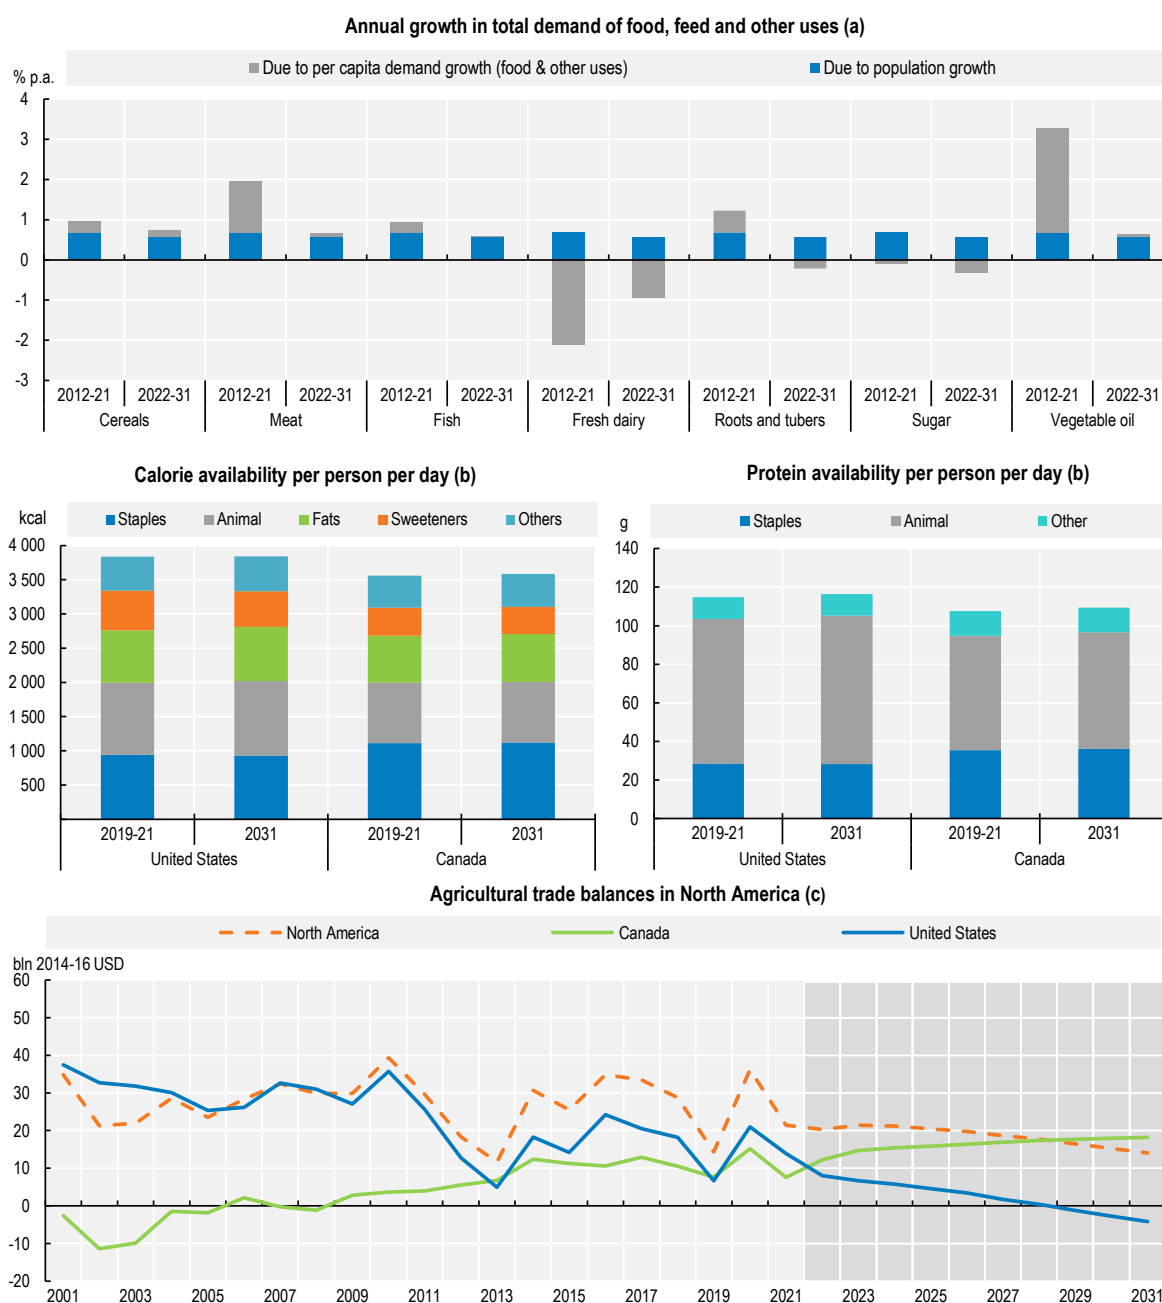 Annual growth in total demand of food, feed and other uses (a)
Due to per capita demand growth (food & other uses) Due to population growth
% p.a.
4
3
2
1
0
-1
-2
-3
2012-21 2022-31 2012-21 2022-31 2012-21 2022-31 2012-21 2022-31 2012-21 2022-31 2012-21 2022-31 2012-21 2022-31
Cereals Meat Fish Fresh dairy Roots and tubers Sugar Vegetable oil
Calorie availability per person per day (b)
kcal
Staples Animal Fats Sweeteners Others
4 000
3 500
3 000
2 500
2 000
1 500
1 000
500
2019-21 2031 2019-21 2031
United States Canada
Protein availability per person per day (b)
g
Staples Animal Other
140
120
100
80
60
40
20
0
2019-21 2031 2019-21 2031
United States Canada
Agricultural trade balances in North America (c)
North America Canada United States
bln 2014-16 USD
60
50
40
30
20
10
0
-10
-20
2001 2003 2005 2007 2009 2011 2013 2015 2017 2019 2021 2023 2025 2027 2029 2031